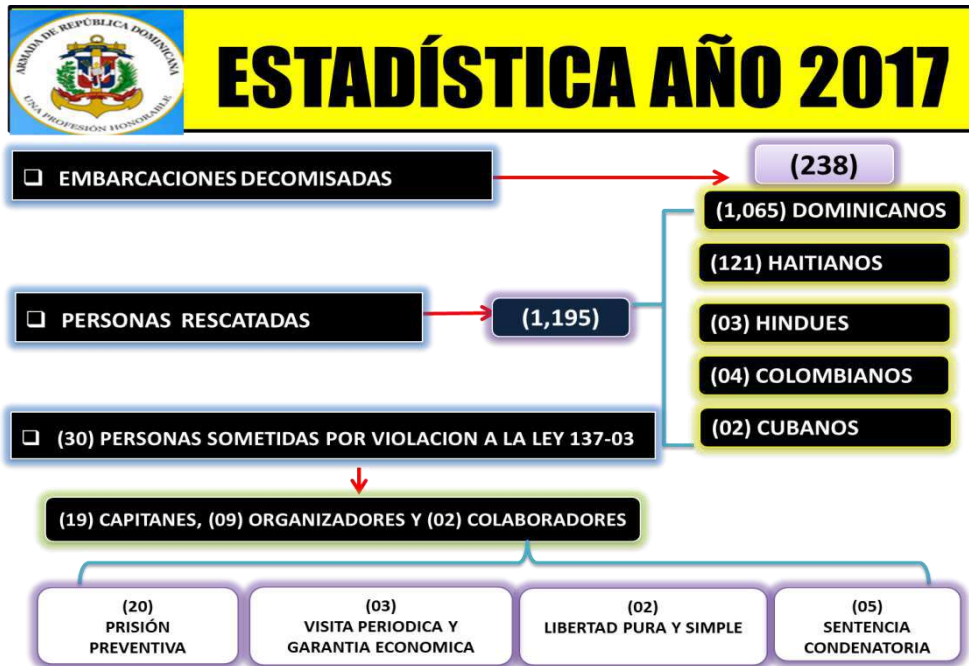 ARMADA DE REPÚBLICA DOMINICANA
UNA PROFESIÓN HONORABLE
ESTADÍSTICA AÑO 2017
EMBARCACIONES DECOMISADAS
(238)
PERSONAS RESCATADAS
(1,195)
(1,065) DOMINICANOS
(121) HAITIANOS
(03) HINDUES
(04) COLOMBIANOS
(02) CUBANOS
(30) PERSONAS SOMETIDAS POR VIOLACION A LA LEY 137-03
(19) CAPITANES, (09) ORGANIZADORES Y (02) COLABORADORES
(20)
PRISIÓN
PREVENTIVA
(03)
VISITA PERIODICA Y
GARANTIA ECONOMICA
(02)
LIBERTAD PURA Y SIMPLE
(05)
SENTENCIA
CONDENATORIA